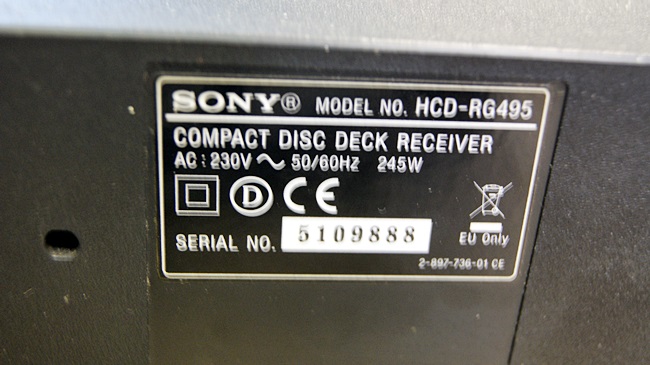 SONY® MODEL NO. HCD-RG495
COMPACT DISC DECK RECEIVER
AC : 230V ~ 50/60HZ 245W
D CE
SERIAL NO. 5109888 EU Only
2-897-736-01 CE